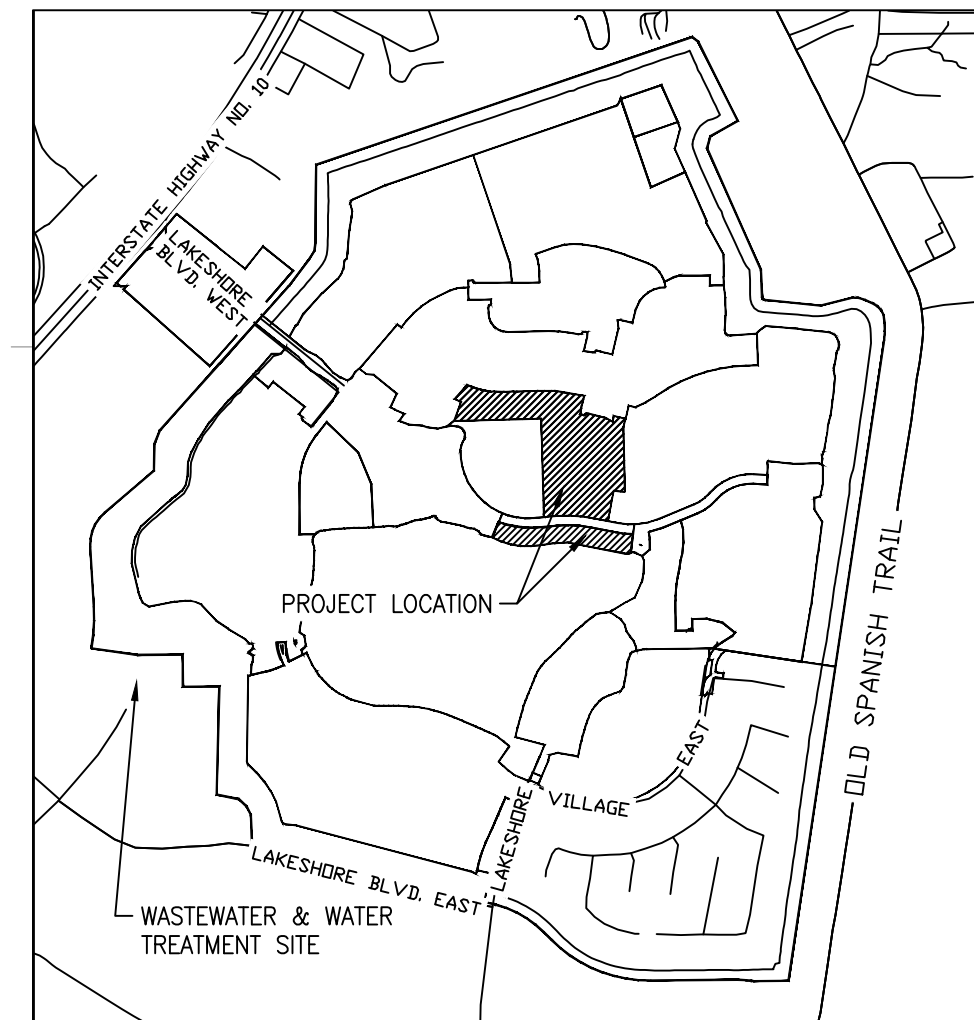 INTERSTATE HIGHWAY NO. 10
LAKESHORE
BLVD. WEST
PROJECT LOCATION
OLD SPANISH TRAIL
EAST
VILLAGE
LAKESHORE
LAKESHORE BLVD. EAST
WASTEWATER & WATER
TREATMENT SITE